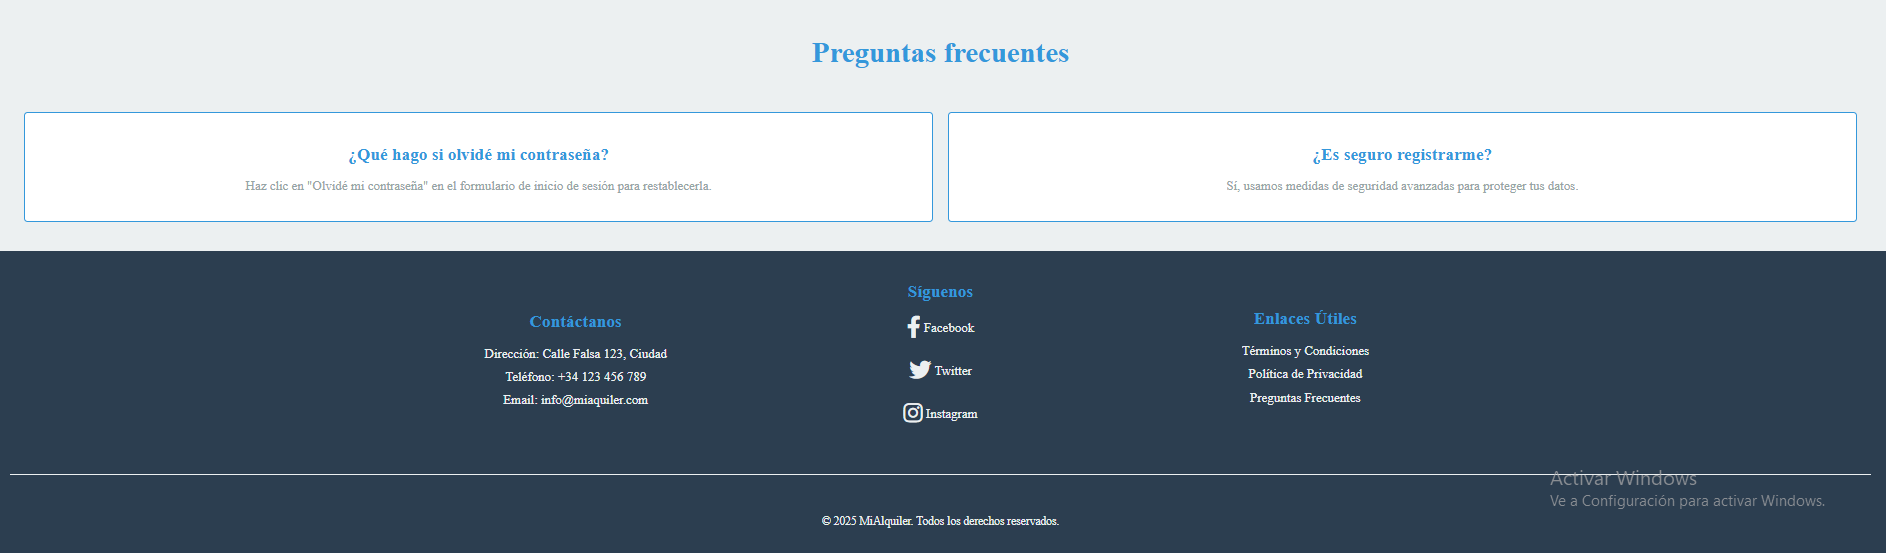 Preguntas frecuentes
¿Qué hago si olvidé mi contraseña?
Haz clic en "Olvidé mi contraseña" en el formulario de inicio de sesión para restablecerla.
¿Es seguro registrarme?
Sí, usamos medidas de seguridad avanzadas para proteger tus datos.
Contáctanos
Dirección: Calle Falsa 123, Ciudad
Teléfono: +34 123 456 789
Email: info@miaquiler.com
Síguenos
Facebook
Twitter
Instagram
Enlaces Útiles
Términos y Condiciones
Política de Privacidad
Preguntas Frecuentes
Activar Windows
Ve a Configuración para activar Windows.
© 2025 MiAlquiler. Todos los derechos reservados.